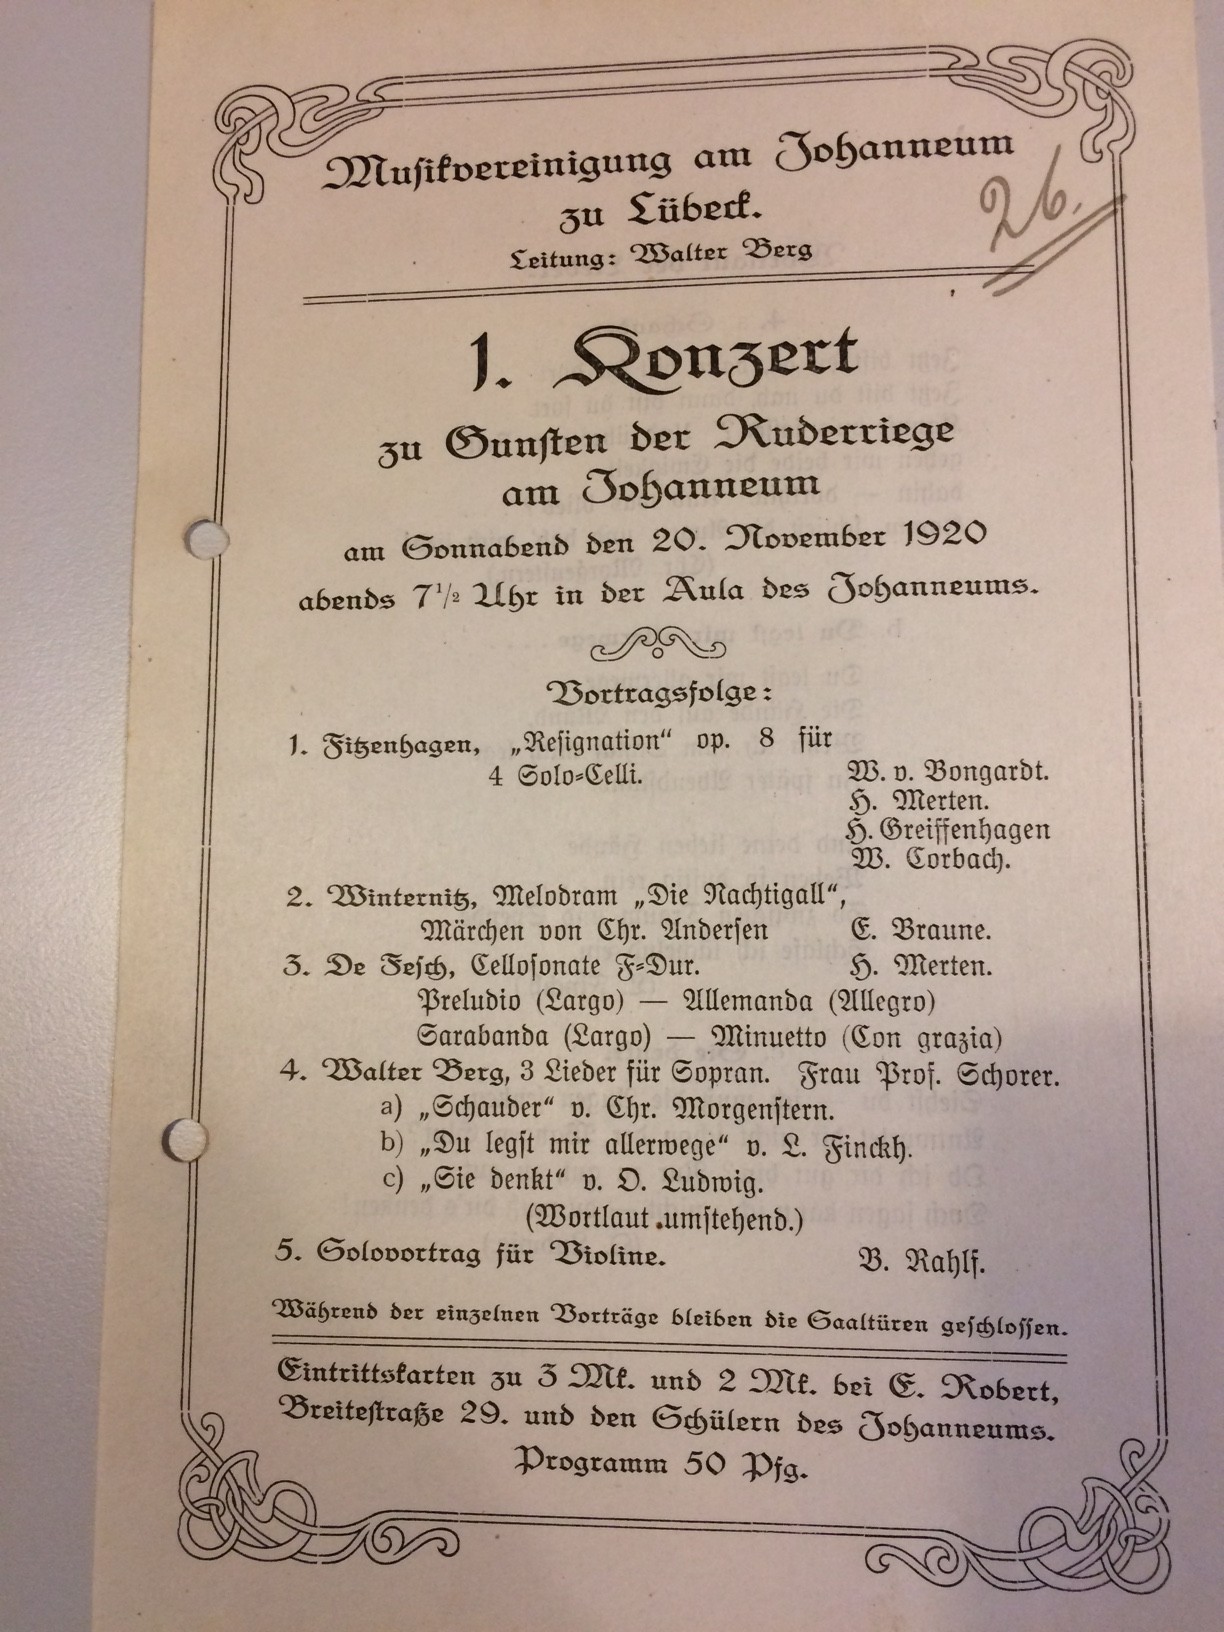 Musikvereinigung am Johanneum
zu Lübeck.
26.
Leitung: Walter Berg
1. Konzert
zu Gunsten der Ruderriege
am Johanneum
am Sonnabend den 20. November 1920
abends 7 1/2 Uhr in der Aula des Johanneums.
Vortragsfolge:
1. Fitzenhagen, „Resignation“ op. 8 für
4 Solo=Celli. W. v. Bongardt.
H. Merten.
H. Greiffenhagen
W. Corbach.
2. Winternitz, Melodram „Die Nachtigall“,
Märchen von Chr. Andersen E. Braune.
3. De Fesch, Cellosonate F=Dur. H. Merten.
Preludio (Largo) — Allemanda (Allegro)
Sarabanda (Largo) — Minuetto (Con grazia)
4. Walter Berg, 3 Lieder für Sopran. Frau Prof. Schorer.
a) „Schauder“ v. Chr. Morgenstern.
b) „Du legst mir allerwege“ v. L. Finckh.
c) „Sie denkt“ v. O. Ludwig.
(Wortlaut umstehend.)
5. Solovortrag für Violine. B. Rahlf.
Während der einzelnen Vorträge bleiben die Saaltüren geschlossen.
Eintrittskarten zu 3 Mk. und 2 Mk. bei E. Robert,
Breitestraße 29. und den Schülern des Johanneums.
Programm 50 Pfg.